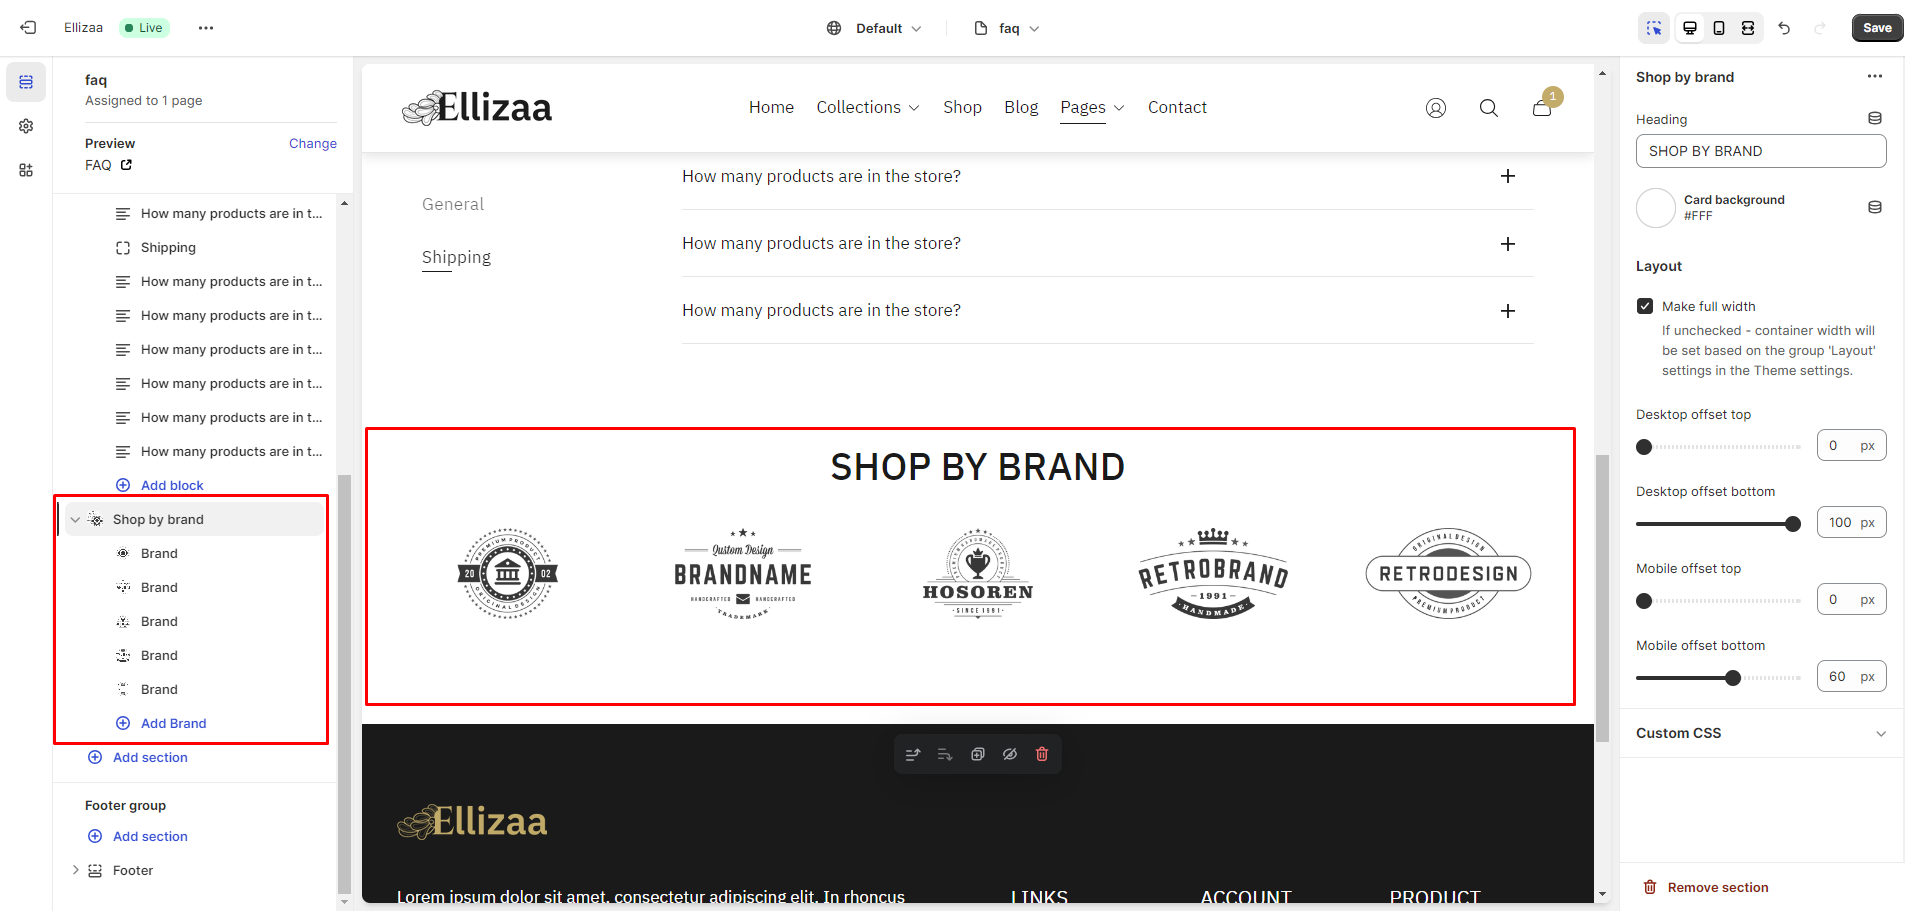 Ellizaa
Live
Default
faq
Save
faq
Assigned to 1 page
Preview
Change
FAQ
How many products are in t...
Shipping
How many products are in t...
How many products are in t...
How many products are in t...
How many products are in t...
How many products are in t...
How many products are in t...
Add block
Shop by brand
Brand
Brand
Brand
Brand
Brand
Add Brand
Add section
Footer group
Add section
Footer
Ellizaa
Home
Collections
Shop
Blog
Pages
Contact
1
General
Shipping
How many products are in the store?
How many products are in the store?
How many products are in the store?
SHOP BY BRAND
PREMIUM PRODUCT
20 02
ORIGINAL DESIGN
Qustom Design
BRANDNAME
HANDCRAFTED HANDCRAFTED
TRADEMARK
HOSOREN
SINCE 1991
RETROBRAND
1991
HANDMADE
ORIGINAL DESIGN
RETRODESIGN
PREMIUM PRODUCT
Ellizaa
Lorem ipsum dolor sit amet, consectetur adipiscing elit. In rhoncus
LINKS
ACCOUNT
PRODUCT
Shop by brand
Heading
SHOP BY BRAND
Card background
#FFF
Layout
Make full width
If unchecked - container width will
be set based on the group 'Layout'
settings in the Theme settings.
Desktop offset top
0 px
Desktop offset bottom
100 px
Mobile offset top
0 px
Mobile offset bottom
60 px
Custom CSS
Remove section